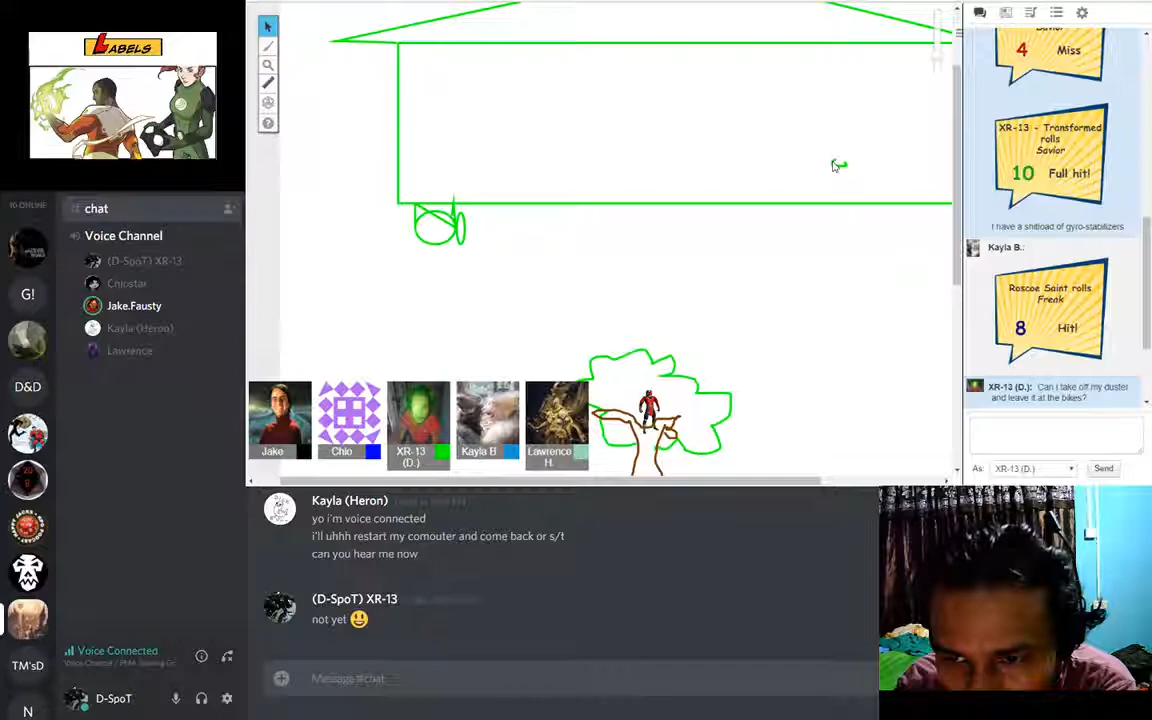 LABELS
10 ONLINE
G!
D&D
TM'sD
N
chat
Voice Channel
(D-SpoT) XR-13
Chiostar
Jake.Fausty
Kayla (Heron)
Lawrence
Voice Connected
D-SpoT
Jake
Chio
XR-13
(D.)
Kayla B
Lawrence
H.
Kayla (Heron)
yo i'm voice connected
i'll uhhh restart my comouter and come back or s/t
can you hear me now
(D-SpoT) XR-13
not yet 😃
Message #chat
Savior
4 Miss
XR-13 - Transformed
rolls
Savior
10 Full hit!
I have a shitload of gyro-stabilizers
Kayla B.:
Roscoe Saint rolls
Freak
8 Hit!
XR-13 (D.): Can I take off my duster
and leave it at the bikes?
As: XR-13 (D.) Send